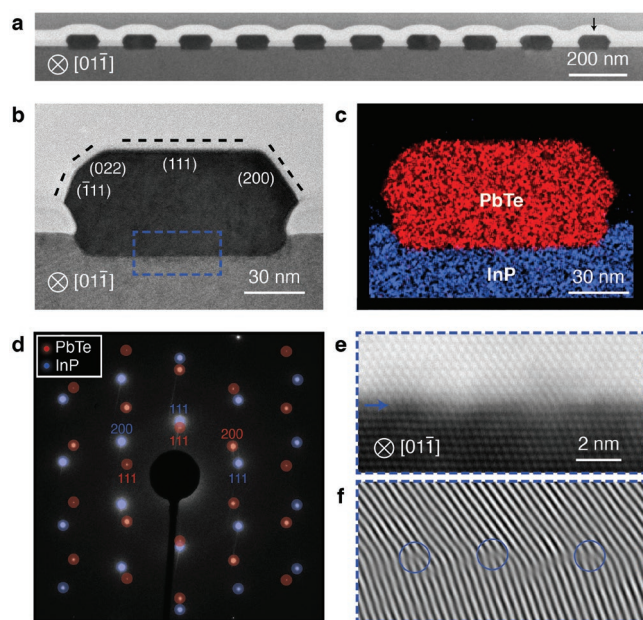 a
⊗ [011̄]
200 nm
b
(022)
(1̄11)
(111)
(200)
⊗ [011̄]
30 nm
c
PbTe
InP
30 nm
d
PbTe
InP
111
200
111
200
111
111
e
⊗ [011̄]
2 nm
f